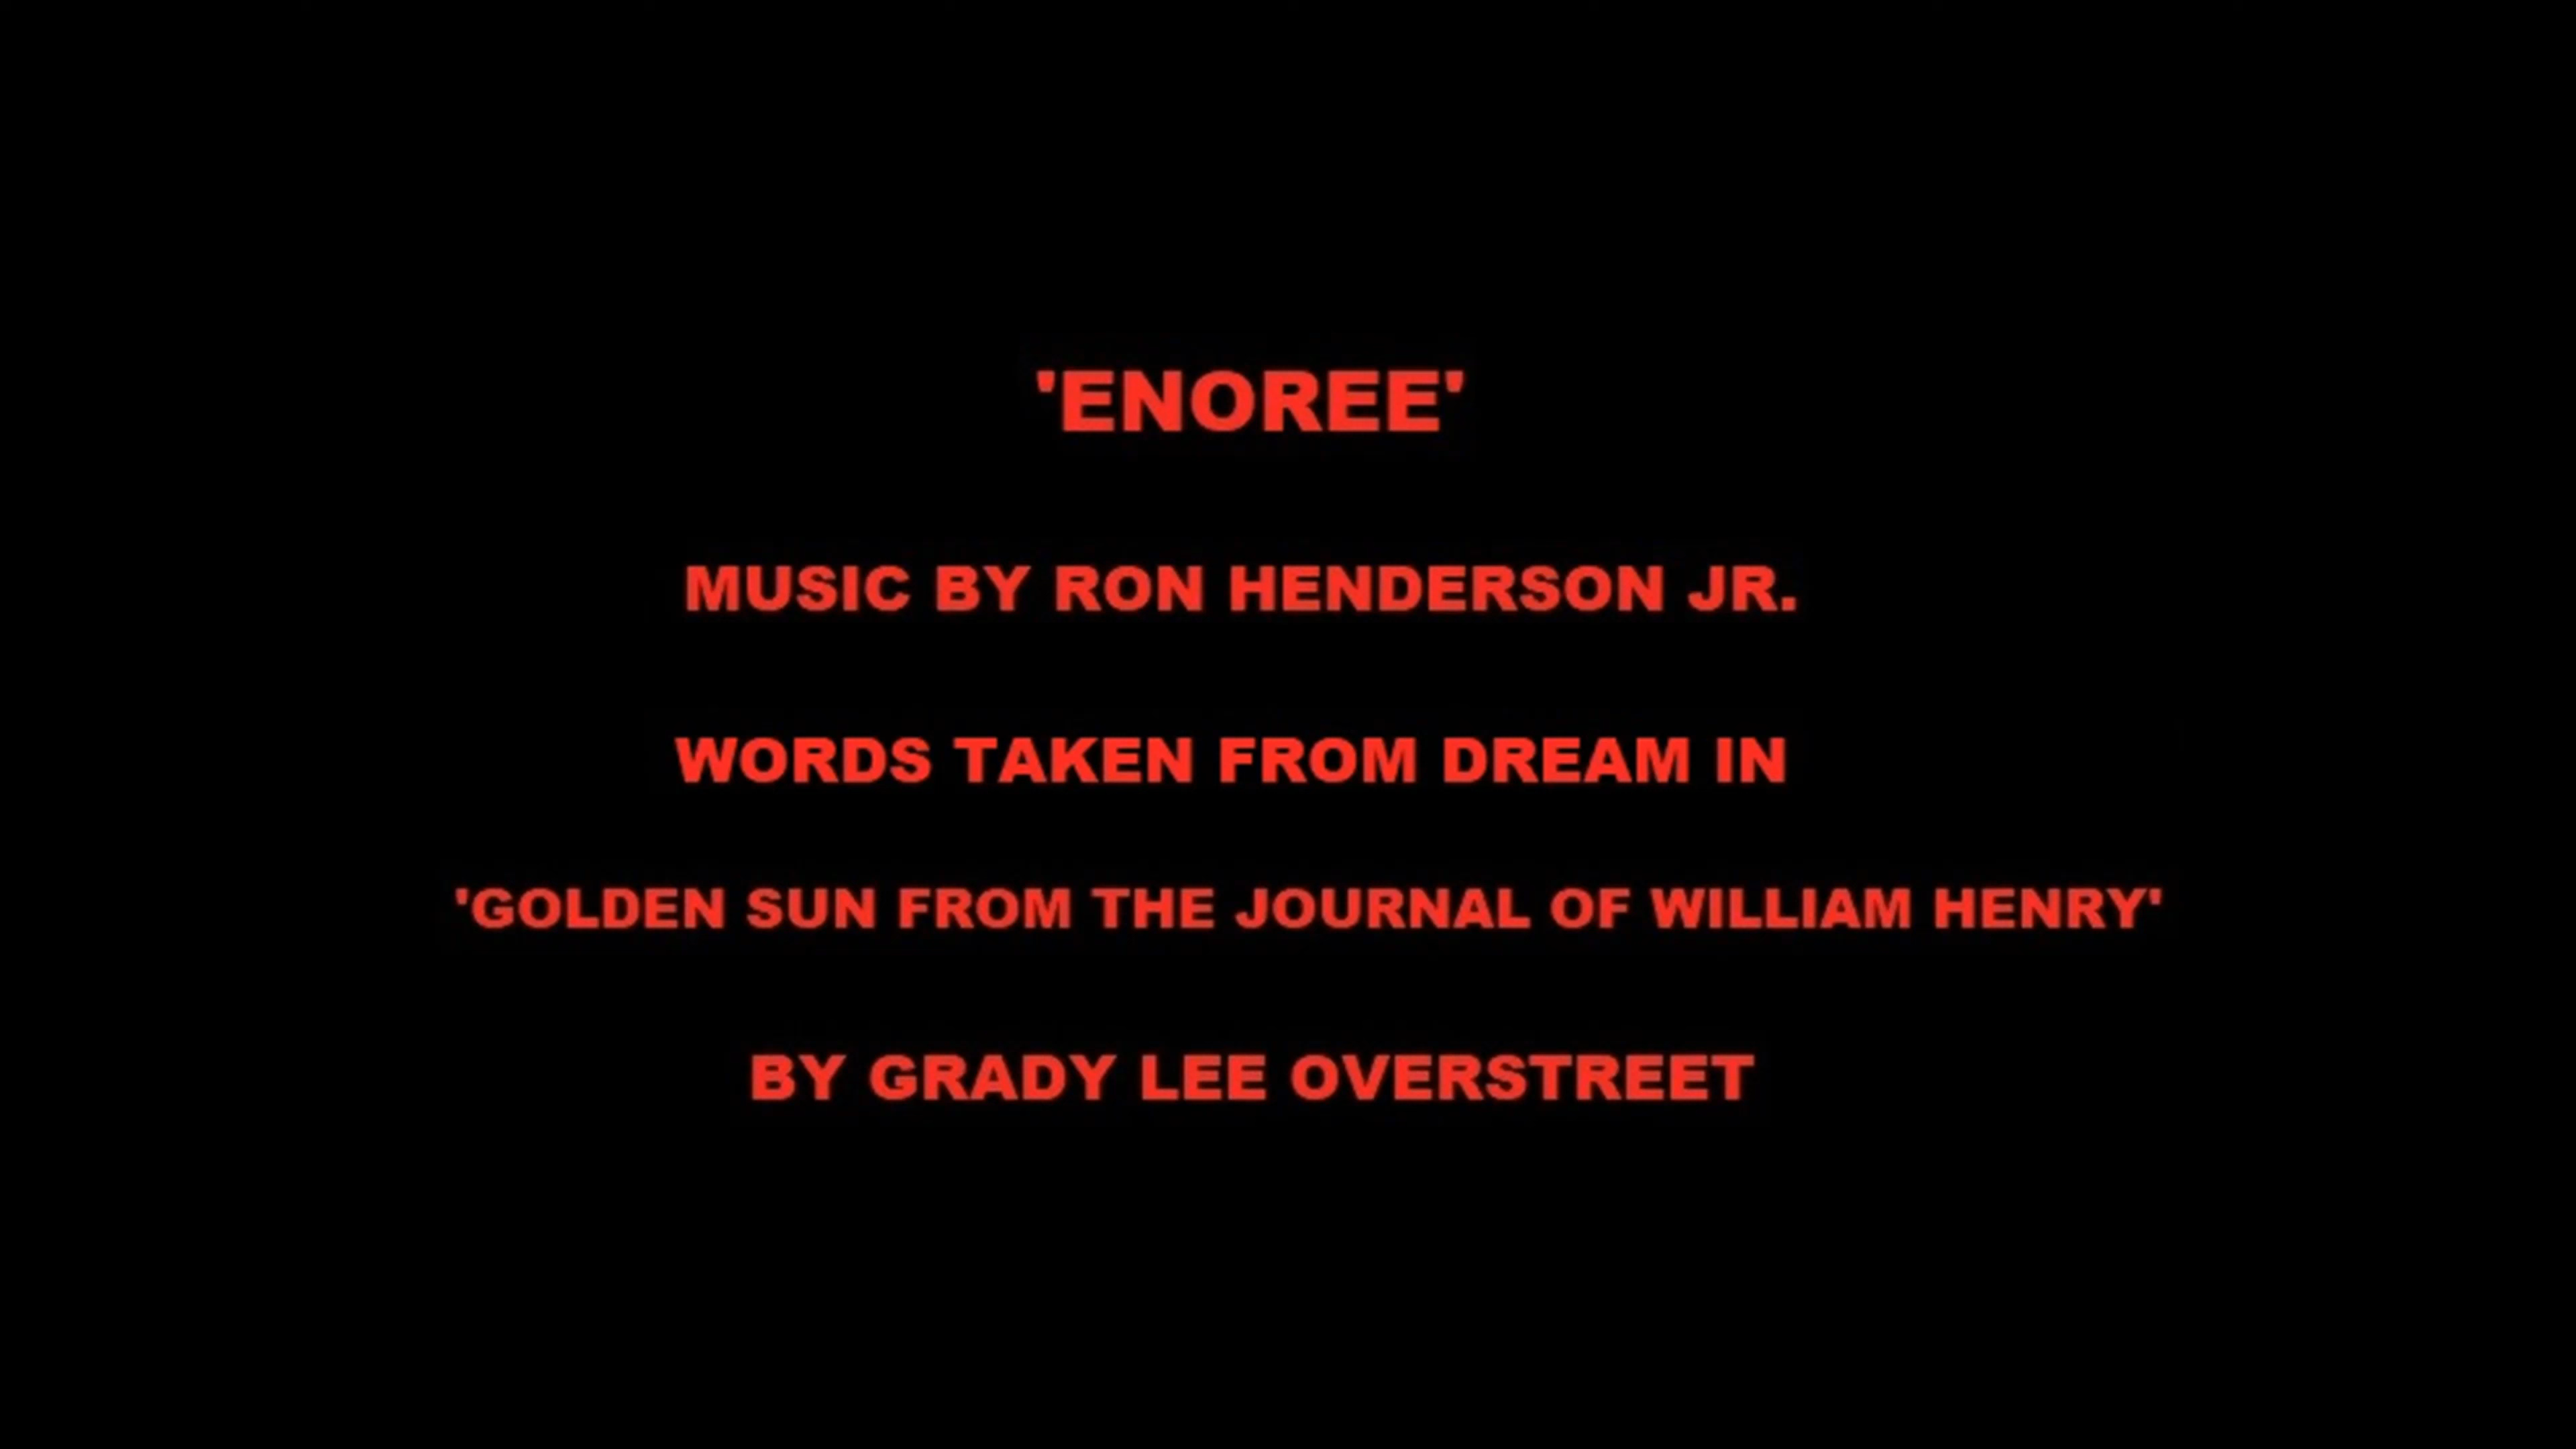 'ENOREE'
MUSIC BY RON HENDERSON JR.
WORDS TAKEN FROM DREAM IN
'GOLDEN SUN FROM THE JOURNAL OF WILLIAM HENRY'
BY GRADY LEE OVERSTREET